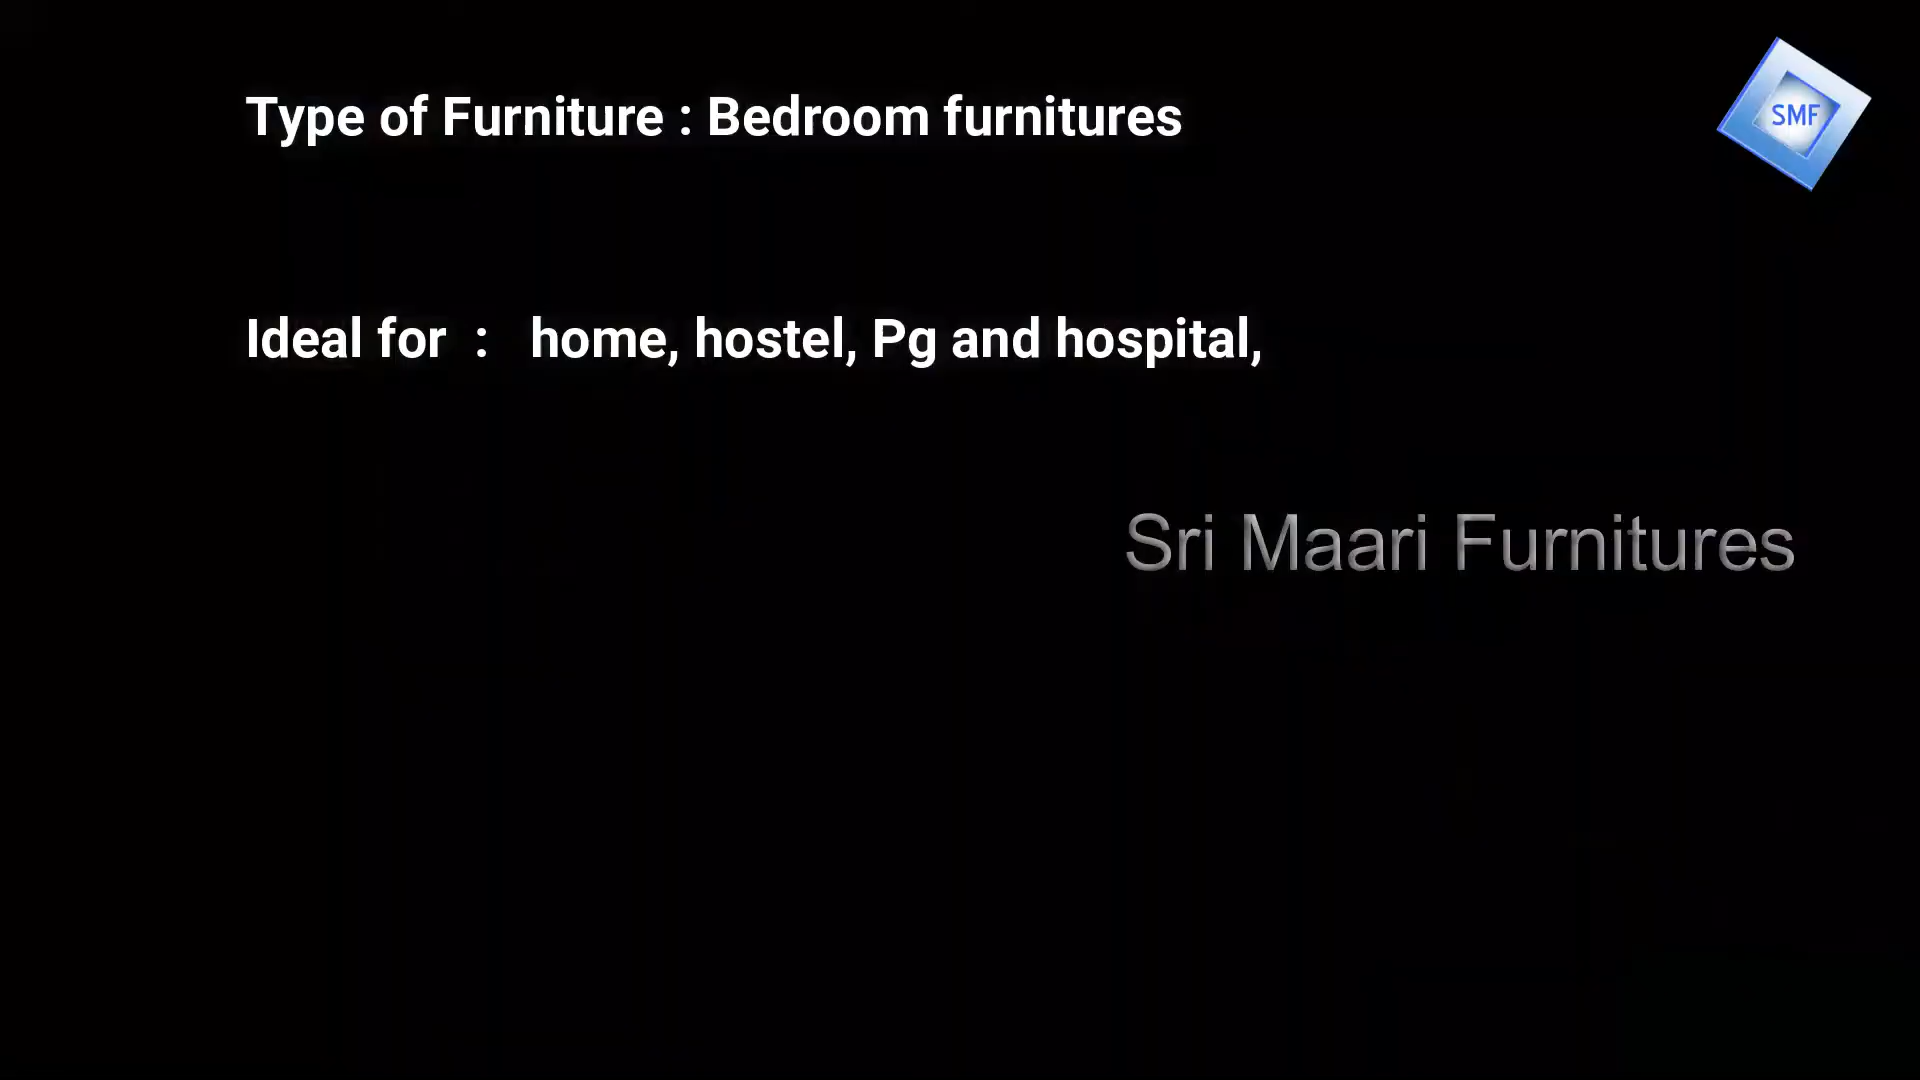 Type of Furniture : Bedroom furnitures
SMF
Ideal for : home, hostel, Pg and hospital,
Sri Maari Furnitures